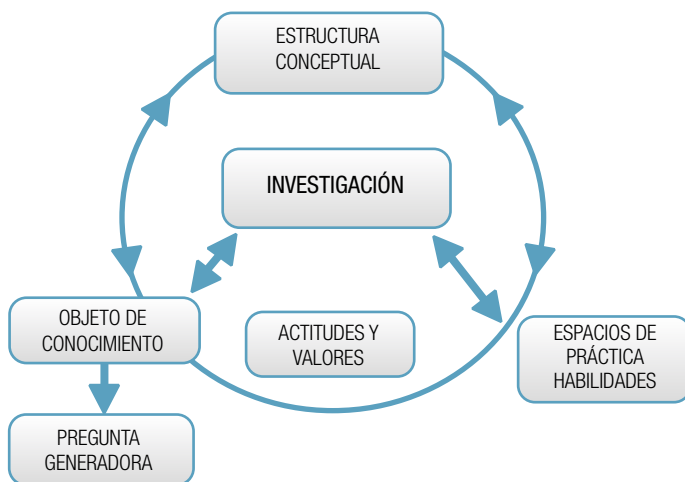 ESTRUCTURA
CONCEPTUAL
INVESTIGACIÓN
OBJETO DE
CONOCIMIENTO
ACTITUDES Y
VALORES
ESPACIOS DE
PRÁCTICA
HABILIDADES
PREGUNTA
GENERADORA